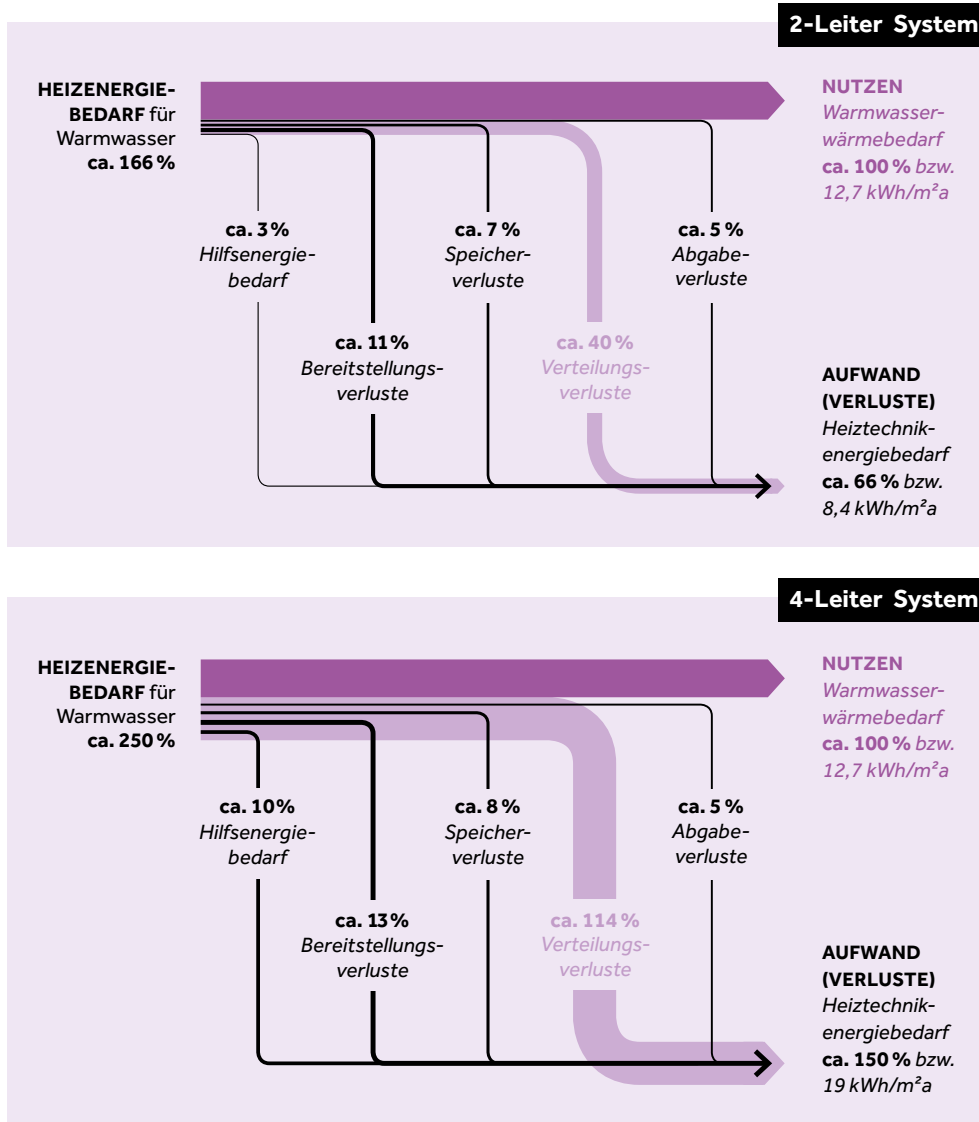 2-Leiter System
HEIZENERGIE-
BEDARF für
Warmwasser
ca. 166 %
NUTZEN
Warmwasser-
wärmebedarf
ca. 100 % bzw.
12,7 kWh/m²a
ca. 3 %
Hilfsenergie-
bedarf
ca. 7 %
Speicher-
verluste
ca. 5 %
Abgabe-
verluste
ca. 11 %
Bereitstellungs-
verluste
ca. 40 %
Verteilungs-
verluste
AUFWAND
(VERLUSTE)
Heiztechnik-
energiebedarf
ca. 66 % bzw.
8,4 kWh/m²a
4-Leiter System
HEIZENERGIE-
BEDARF für
Warmwasser
ca. 250 %
NUTZEN
Warmwasser-
wärmebedarf
ca. 100 % bzw.
12,7 kWh/m²a
ca. 10 %
Hilfsenergie-
bedarf
ca. 8 %
Speicher-
verluste
ca. 5 %
Abgabe-
verluste
ca. 13 %
Bereitstellungs-
verluste
ca. 114 %
Verteilungs-
verluste
AUFWAND
(VERLUSTE)
Heiztechnik-
energiebedarf
ca. 150 % bzw.
19 kWh/m²a